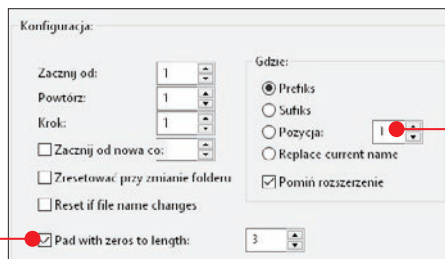 Konfiguracja:
Zacznij od: 1
Powtórz: 1
Krok: 1
Zacznij od nowa co:
Zresetować przy zmianie folderu
Reset if file name changes
Pad with zeros to length: 3
Gdzie:
Prefiks
Sufiks
Pozycja: 1
Replace current name
Pomiń rozszerzenie